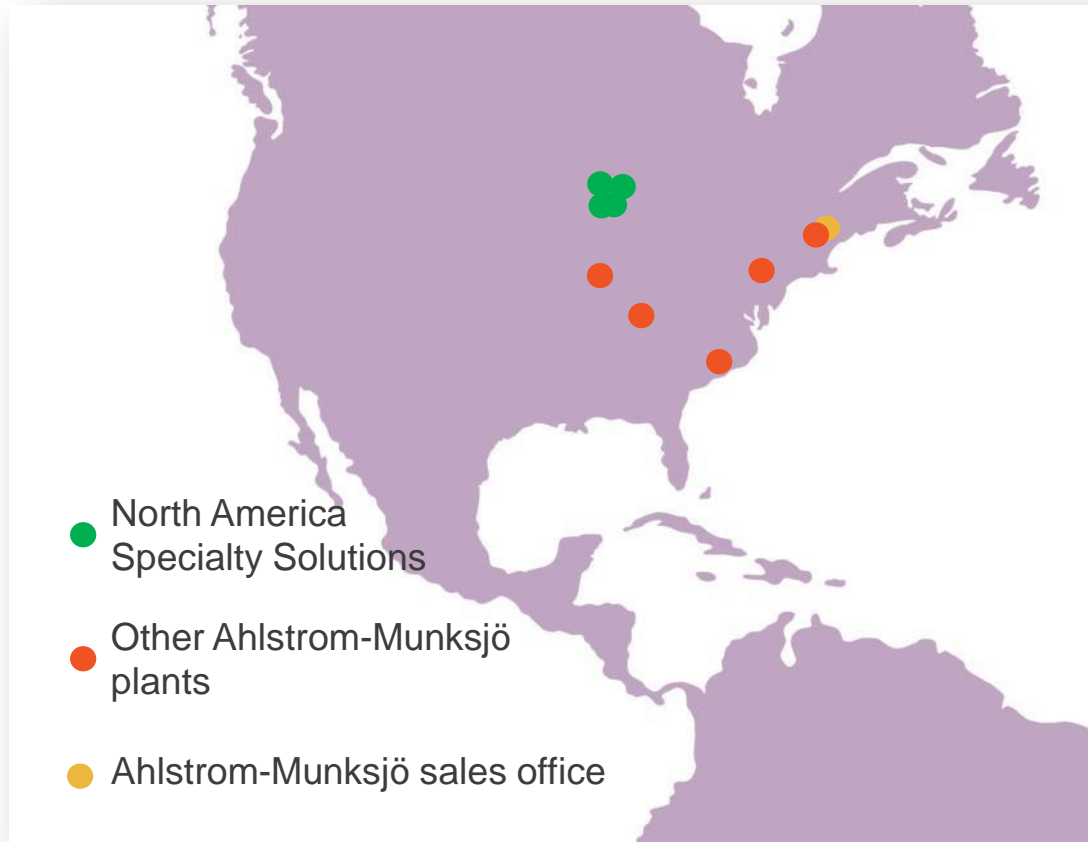 North America
Specialty Solutions
Other Ahlstrom-Munksjö
plants
Ahlstrom-Munksjö sales office